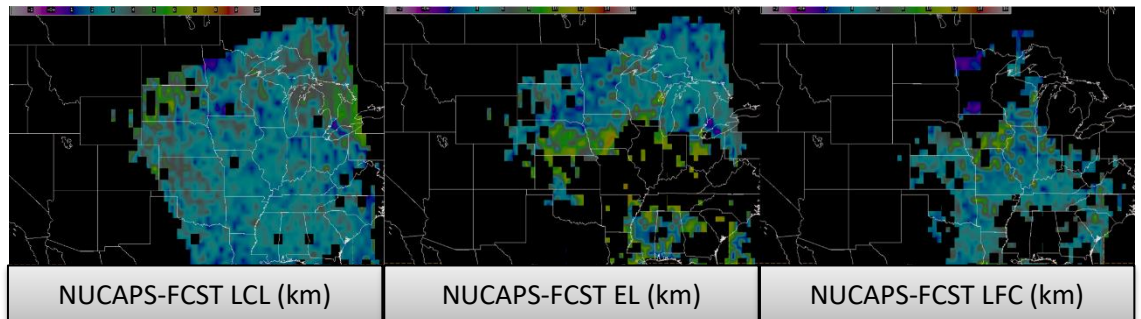 NUCAPS-FCST LCL (km)
NUCAPS-FCST EL (km)
NUCAPS-FCST LFC (km)